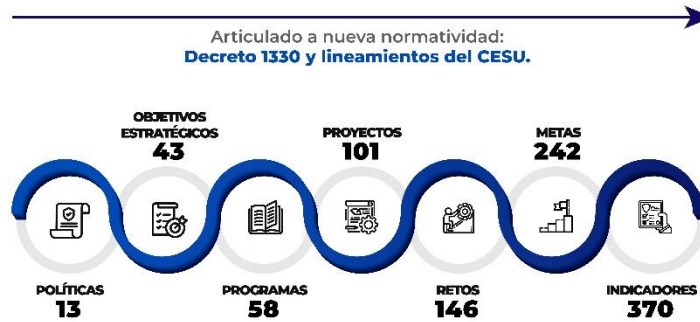 Articulado a nueva normatividad:
Decreto 1330 y lineamientos del CESU.
OBJETIVOS
ESTRATÉGICOS
43
PROYECTOS
101
METAS
242
POLÍTICAS
13
PROGRAMAS
58
RETOS
146
INDICADORES
370